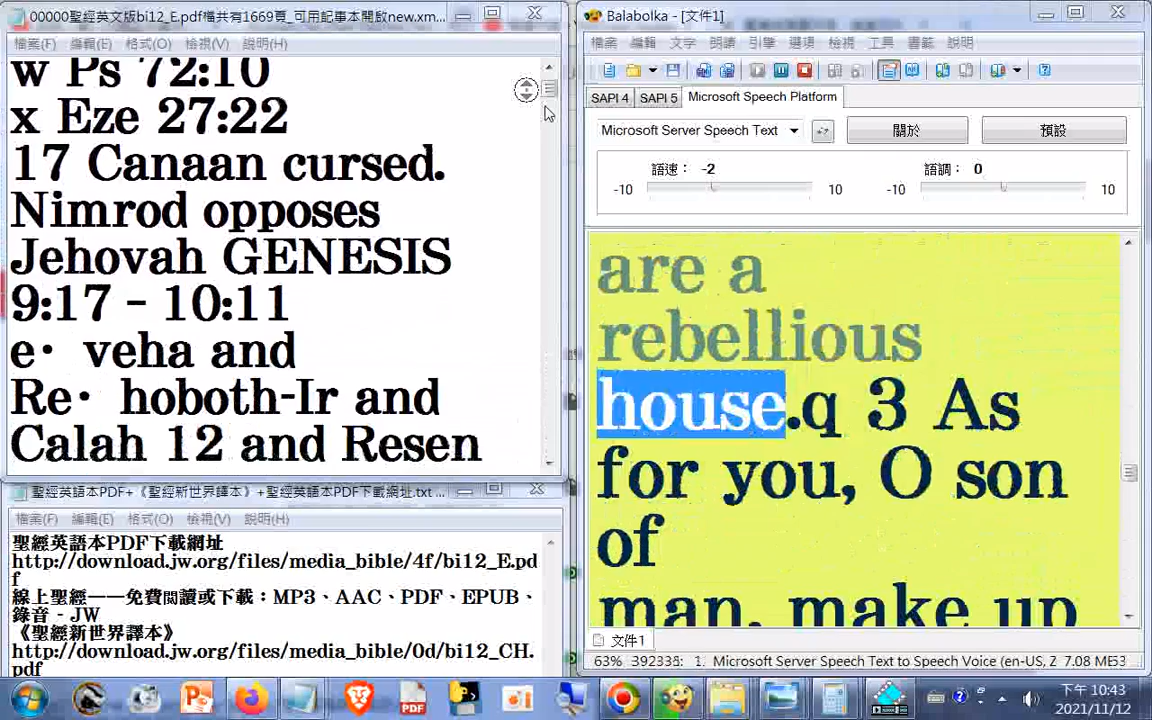 00000聖經英文版bi12_E.pdf檔共有1669頁_可用記事本開啟new.xm...
檔案(F) 編輯(E) 格式(O) 檢視(V) 說明(H)
w Ps 72:10
x Eze 27:22
17 Canaan cursed.
Nimrod opposes
Jehovah GENESIS
9:17 – 10:11
e· veha and
Re· hoboth-Ir and
Calah 12 and Resen
聖經英語本PDF+《聖經新世界譯本》+聖經英語本PDF下載網址.txt ...
檔案(F) 編輯(E) 格式(O) 檢視(V) 說明(H)
聖經英語本PDF下載網址
http://download.jw.org/files/media_bible/4f/bi12_E.pd
f
線上聖經——免費閱讀或下載：MP3、AAC、PDF、EPUB、
錄音 - JW
《聖經新世界譯本》
http://download.jw.org/files/media_bible/0d/bi12_CH.
pdf
Balabolka - [文件1]
檔案 編輯 文字 朗讀 引擎 選項 檢視 工具 書籤 說明
SAPI 4 SAPI 5 Microsoft Speech Platform
Microsoft Server Speech Text 關於 預設
語速： -2 語調： 0
-10 10 -10 10
are a
rebellious
house.q 3 As
for you, O son
of
man, make up
文件1
63% 1. Microsoft Server Speech Text to Speech Voice (en-US, 7.08 ME
下午 10:43
2021/11/12